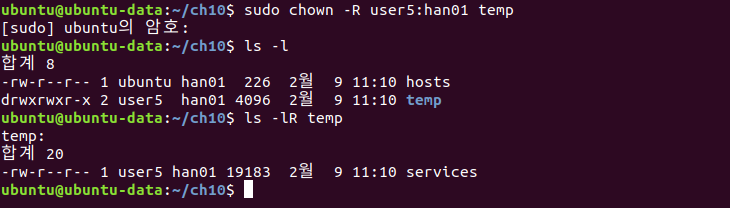 ubuntu@ubuntu-data:~/ch10$ sudo chown -R user5:han01 temp
[sudo] ubuntu의 암호:
ubuntu@ubuntu-data:~/ch10$ ls -l
합계 8
-rw-r--r-- 1 ubuntu han01  226  2월  9 11:10 hosts
drwxrwxr-x 2 user5  han01 4096  2월  9 11:10 temp
ubuntu@ubuntu-data:~/ch10$ ls -lR temp
temp:
합계 20
-rw-r--r-- 1 user5 han01 19183  2월  9 11:10 services
ubuntu@ubuntu-data:~/ch10$